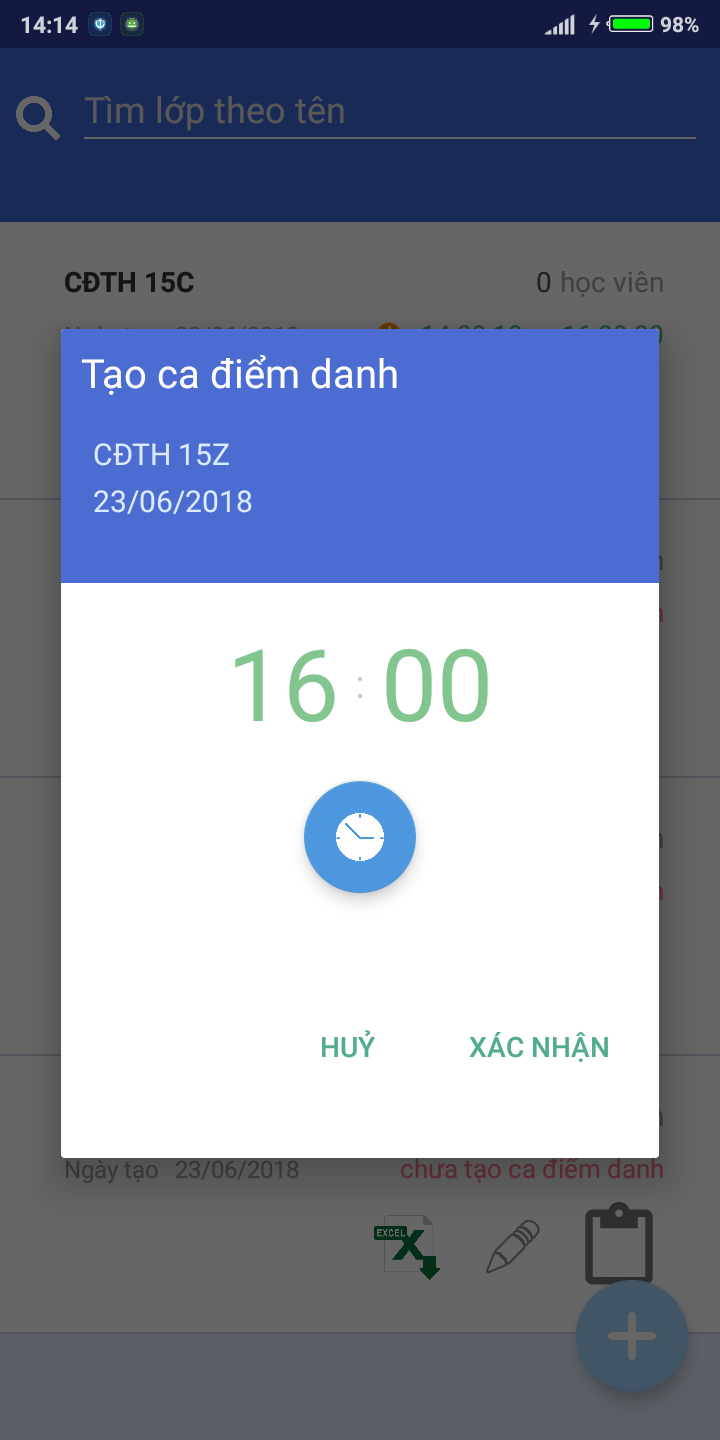 14:14
98%
Tìm lớp theo tên
CĐTH 15C
0 học viên
Tạo ca điểm danh
CĐTH 15Z
23/06/2018
16 : 00
HUỶ
XÁC NHẬN
Ngày tạo 23/06/2018
chưa tạo ca điểm danh
EXCEL